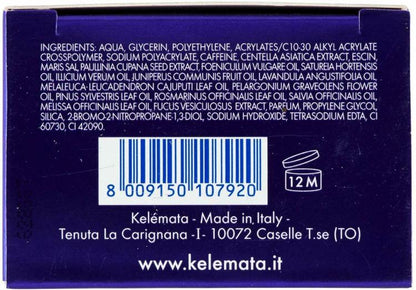 INGREDIENTS: AQUA, GLYCERIN, POLYETHYLENE, ACRYLATES/C10-30 ALKYL ACRYLATE
CROSSPOLYMER, SODIUM POLYACRYLATE, CAFFEINE, CENTELLA ASIATICA EXTRACT, ESCIN,
MARIS SAL, PAULLINIA CUPANA SEED EXTRACT, FOENICULUM VULGARE OIL, SATUREIA HORTENSIS
OIL, ILLICIUM VERUM OIL, JUNIPERUS COMMUNIS FRUIT OIL, LAVANDULA ANGUSTIFOLIA OIL,
MELALEUCA-LEUCADENDRON CAJUPUTI LEAF OIL, PELARGONIUM GRAVEOLENS FLOWER
OIL, PINUS SYLVESTRIS LEAF OIL, ROSMARINUS OFFICINALIS LEAF OIL, SALVIA OFFICINALIS OIL,
MELISSA OFFICINALIS LEAF OIL, FUCUS VESICULOSUS EXTRACT, PARFUM, PROPYLENE GLYCOL,
SILICA, 2-BROMO-2-NITROPROPANE-1,3-DIOL, SODIUM HYDROXIDE, TETRASODIUM EDTA, CI
60730, CI 42090.
8 009150 107920
12 M
Kelémata - Made in Italy -
Tenuta La Carignana -I- 10072 Caselle T.se (TO)
www.kelemata.it